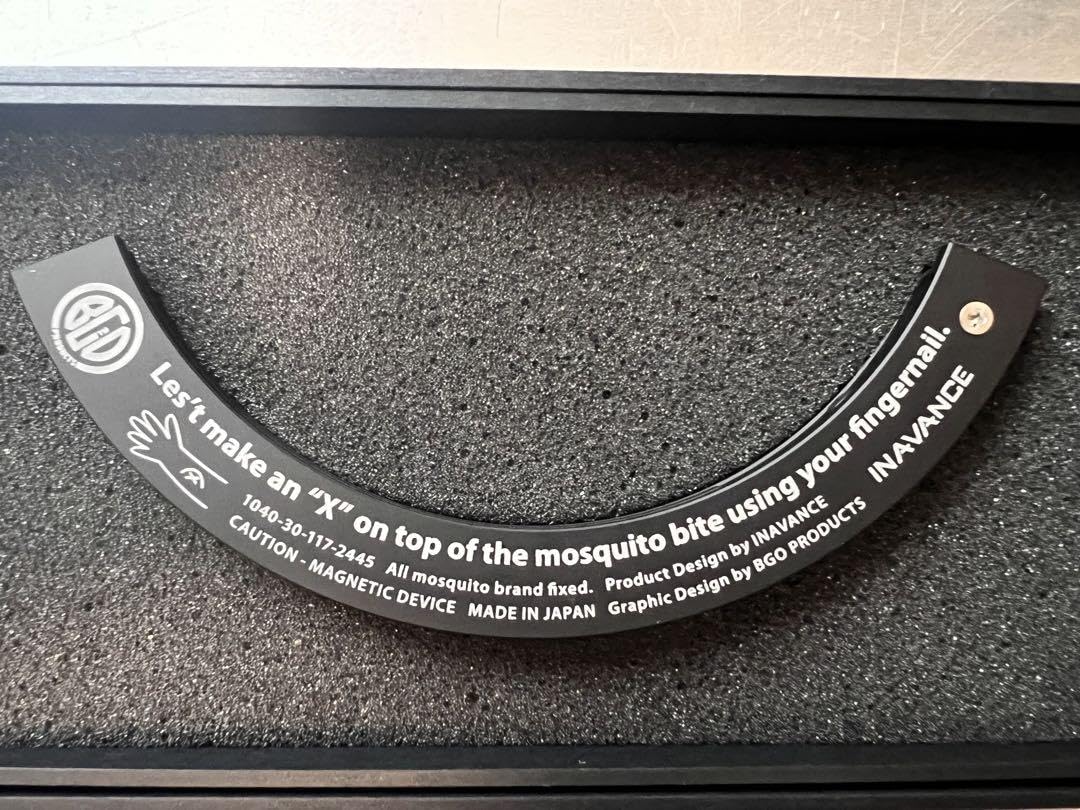 BGO
PRODUCTS
Les't make an "X" on top of the mosquito bite using your fingernail.
1040-30-117-2445 All mosquito brand fixed. Product Design by INAVANCE
CAUTION - MAGNETIC DEVICE MADE IN JAPAN Graphic Design by BGO PRODUCTS
INAVANCE